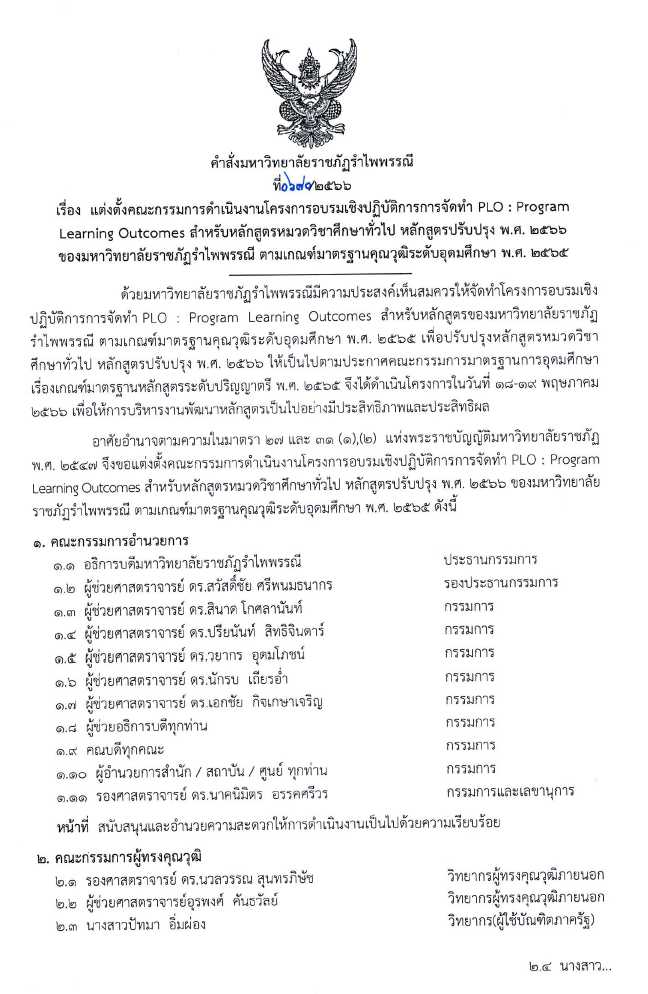 คำสั่งมหาวิทยาลัยราชภัฏรำไพพรรณี
ที่ /๒๕๖๖
เรื่อง แต่งตั้งคณะกรรมการดำเนินงานโครงการอบรมเชิงปฏิบัติการการจัดทำ PLO : Program
Learning Outcomes สำหรับหลักสูตรหมวดวิชาศึกษาทั่วไป หลักสูตรปรับปรุง พ.ศ. ๒๕๖๖
ของมหาวิทยาลัยราชภัฏรำไพพรรณี ตามเกณฑ์มาตรฐานคุณวุฒิระดับอุดมศึกษา พ.ศ. ๒๕๖๕
ด้วยมหาวิทยาลัยราชภัฏรำไพพรรณีมีความประสงค์เห็นสมควรให้จัดทำโครงการอบรมเชิง
ปฏิบัติการการจัดทำ PLO : Program Learning Outcomes สำหรับหลักสูตรของมหาวิทยาลัยราชภัฏ
รำไพพรรณี ตามเกณฑ์มาตรฐานคุณวุฒิระดับอุดมศึกษา พ.ศ. ๒๕๖๕ เพื่อปรับปรุงหลักสูตรหมวดวิชา
ศึกษาทั่วไป หลักสูตรปรับปรุง พ.ศ. ๒๕๖๖ ให้เป็นไปตามประกาศคณะกรรมการมาตรฐานการอุดมศึกษา
เรื่องเกณฑ์มาตรฐานหลักสูตรระดับปริญญาตรี พ.ศ. ๒๕๖๕ จึงได้ดำเนินโครงการในวันที่ ๑๘-๑๙ พฤษภาคม
๒๕๖๖ เพื่อให้การบริหารงานพัฒนาหลักสูตรเป็นไปอย่างมีประสิทธิภาพและประสิทธิผล
อาศัยอำนาจตามความในมาตรา ๒๗ และ ๓๑ (๑),(๒) แห่งพระราชบัญญัติมหาวิทยาลัยราชภัฏ
พ.ศ. ๒๕๔๗ จึงขอแต่งตั้งคณะกรรมการดำเนินงานโครงการอบรมเชิงปฏิบัติการการจัดทำ PLO : Program
Learning Outcomes สำหรับหลักสูตรหมวดวิชาศึกษาทั่วไป หลักสูตรปรับปรุง พ.ศ. ๒๕๖๖ ของมหาวิทยาลัย
ราชภัฏรำไพพรรณี ตามเกณฑ์มาตรฐานคุณวุฒิระดับอุดมศึกษา พ.ศ. ๒๕๖๕ ดังนี้
๑. คณะกรรมการอำนวยการ
๑.๑ อธิการบดีมหาวิทยาลัยราชภัฏรำไพพรรณี ประธานกรรมการ
๑.๒ ผู้ช่วยศาสตราจารย์ ดร.สวัสดิ์ชัย ศรีพนมธนากร รองประธานกรรมการ
๑.๓ ผู้ช่วยศาสตราจารย์ ดร.สินาด โกศลานันท์ กรรมการ
๑.๔ ผู้ช่วยศาสตราจารย์ ดร.ปรียนันท์ สิทธิจินดาร์ กรรมการ
๑.๕ ผู้ช่วยศาสตราจารย์ ดร.วยากร อุตมโภชน์ กรรมการ
๑.๖ ผู้ช่วยศาสตราจารย์ ดร.นักรบ เถียรอ่ำ กรรมการ
๑.๗ ผู้ช่วยศาสตราจารย์ ดร.เอกชัย กิจเกษาเจริญ กรรมการ
๑.๘ ผู้ช่วยอธิการบดีทุกท่าน กรรมการ
๑.๙ คณบดีทุกคณะ กรรมการ
๑.๑๐ ผู้อำนวยการสำนัก / สถาบัน / ศูนย์ ทุกท่าน กรรมการ
๑.๑๑ รองศาสตราจารย์ ดร.นาคนิมิตร อรรคศรีวร กรรมการและเลขานุการ
หน้าที่ สนับสนุนและอำนวยความสะดวกให้การดำเนินงานเป็นไปด้วยความเรียบร้อย
๒. คณะกรรมการผู้ทรงคุณวุฒิ
๒.๑ รองศาสตราจารย์ ดร.นวลวรรณ สุนทรภิษัช วิทยากรผู้ทรงคุณวุฒิภายนอก
๒.๒ ผู้ช่วยศาสตราจารย์อุรพงศ์ คันธวัลย์ วิทยากรผู้ทรงคุณวุฒิภายนอก
๒.๓ นางสาวปัทมา อิ่มผ่อง วิทยากร(ผู้ใช้บัณฑิตภาครัฐ)
๒.๔ นางสาว...